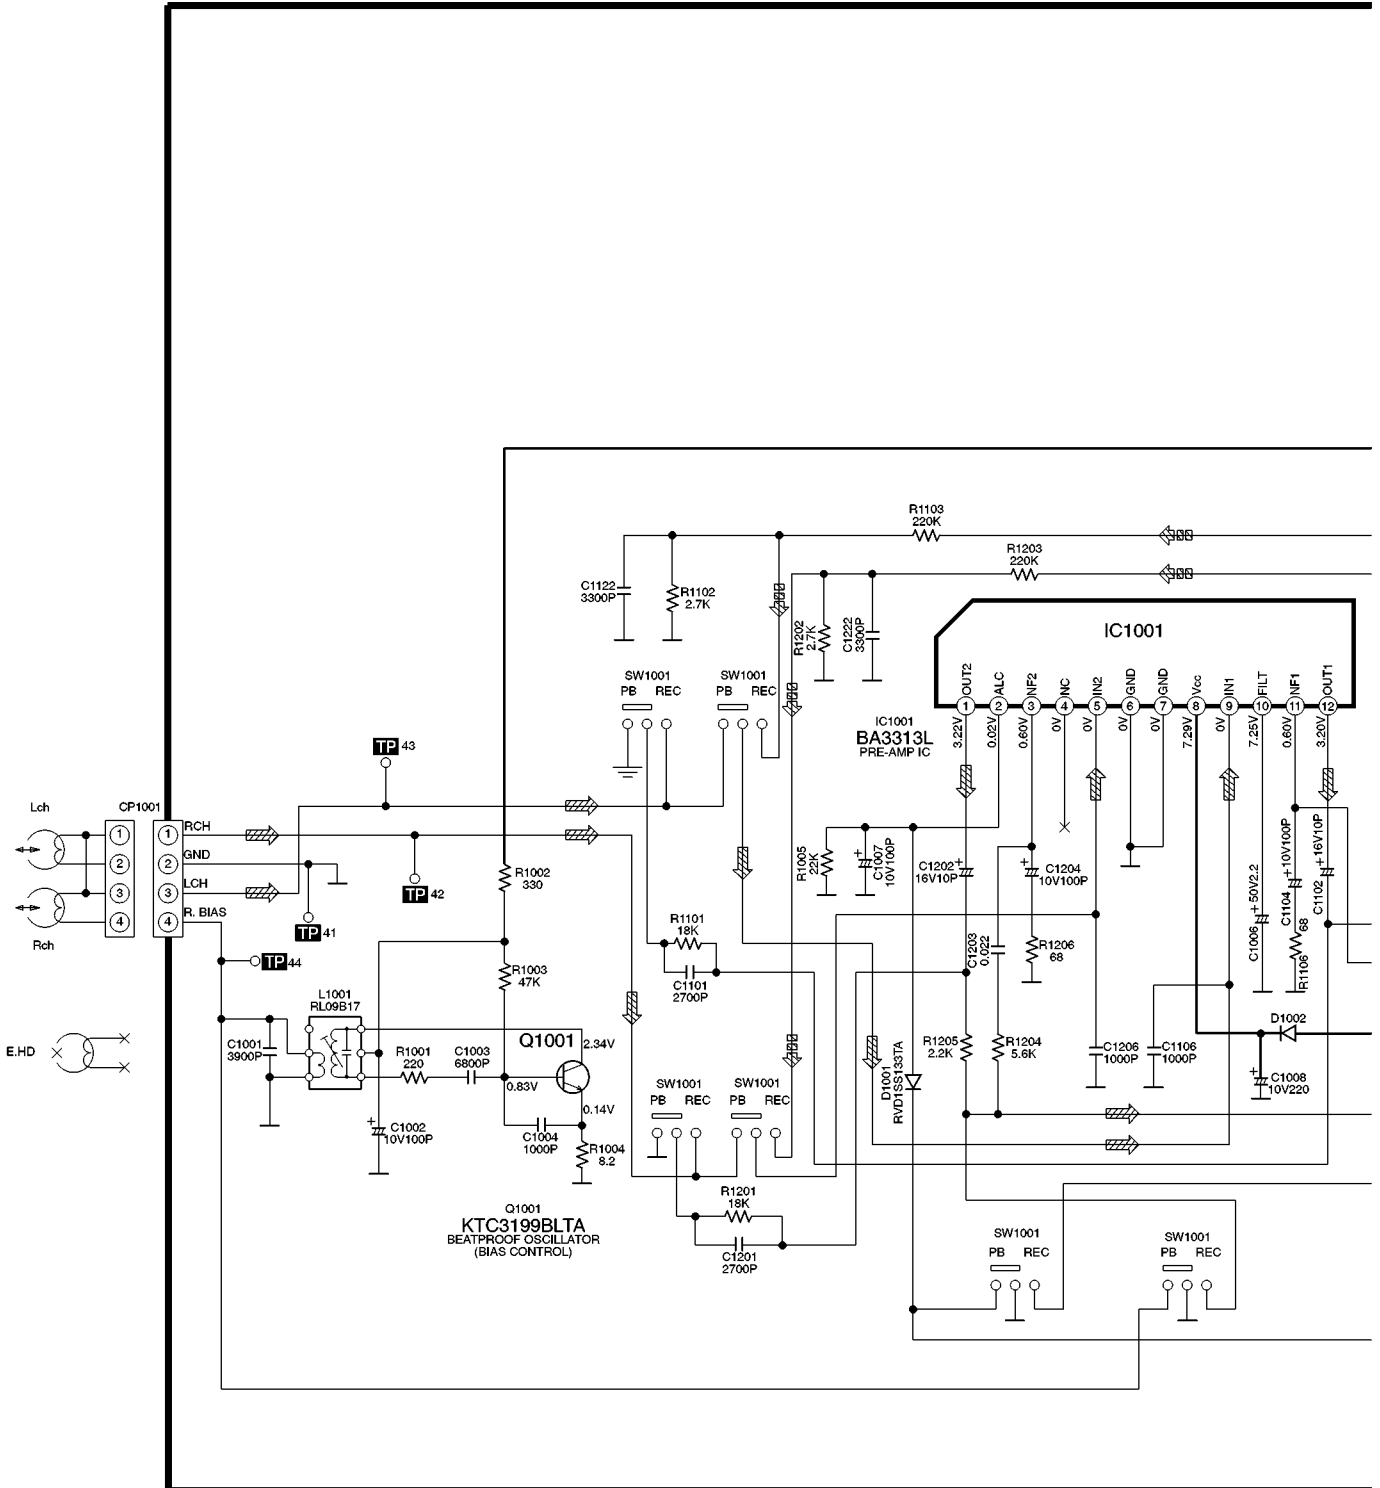 R1103
220K
R1203
220K
C1122
3300P
R1102
2.7K
R1202
2.7K
C1222
3300P
IC1001
SW1001
PB REC
SW1001
PB REC
OUT2
ALC
NF2
NC
IN2
GND
GND
Vcc
IN1
FILT
NF1
OUT1
1
2
3
4
5
6
7
8
9
10
11
12
3.22V
0.02V
0.60V
0V
0V
0V
0V
7.29V
0V
7.25V
0.60V
3.20V
IC1001
BA3313L
PRE-AMP IC
TP 43
Lch
CP1001
1
2
3
4
1
2
3
4
RCH
GND
LCH
R. BIAS
Rch
TP 42
TP 41
TP 44
R1002
330
R1005
22K
+
C1007
10V100P
C1202
16V10P
+
+
C1204
10V100P
+10V100P
C1104
+16V10P
C1102
+50V2.2
C1006
68
R1106
R1101
18K
C1101
2700P
C1203
0.022
R1206
68
R1003
47K
L1001
RL09B17
E.HD
C1001
3900P
R1001
220
C1003
6800P
Q1001
2.34V
0.83V
0.14V
C1004
1000P
R1004
8.2
+
C1002
10V100P
D1002
R1205
2.2K
R1204
5.6K
C1206
1000P
C1106
1000P
+
C1008
10V220
D1001
RVD1SS133TA
SW1001
PB REC
SW1001
PB REC
R1201
18K
C1201
2700P
Q1001
KTC3199BLTA
BEATPROOF OSCILLATOR
(BIAS CONTROL)
SW1001
PB REC
SW1001
PB REC